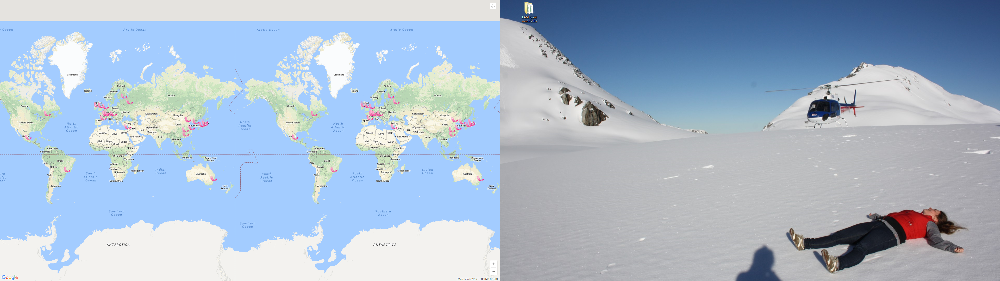 LAM grant
round 2017
Arctic Ocean
Arctic Ocean
Arctic Ocean
Arctic Ocean
Greenland
Greenland
Iceland
Finland
Sweden
Norway
Russia
Iceland
Finland
Sweden
Norway
Russia
Canada
Poland
Ukraine
Kazakhstan
Mongolia
Canada
Poland
Ukraine
Kazakhstan
Mongolia
United States
Spain
Italy
Turkey
Iraq
Iran
Afghanistan
Pakistan
China
South Kor
United States
Spain
Italy
Turkey
Iraq
Iran
Afghanistan
Pakistan
China
South Kor
North
Atlantic
Ocean
North
Pacific
Ocean
North
Atlantic
Ocean
Algeria
Libya
Egypt
Saudi Arabia
India
Thailand
Algeria
Libya
Egypt
Saudi Arabia
India
Thailand
Mali
Niger
Chad
Sudan
Nigeria
Ethiopia
Mali
Niger
Chad
Sudan
Nigeria
Ethiopia
Venezuela
Colombia
DR Congo
Kenya
Tanzania
Indonesia
Papua New
Guinea
Venezuela
Colombia
DR Congo
Kenya
Tanzania
Indonesia
Papua New
Guinea
Peru
Brazil
Bolivia
Chile
Argentina
Angola
Namibia
Botswana
Madagascar
South Africa
Peru
Brazil
Bolivia
Chile
Argentina
Angola
Namibia
Botswana
Madagascar
South Africa
South
Atlantic
Ocean
Indian
Ocean
Australia
New
Zealand
South
Pacific
Ocean
South
Atlantic
Ocean
Indian
Ocean
Australia
New
Zealand
Southern
Ocean
Southern
Ocean
Southern
Ocean
ANTARCTICA
ANTARCTICA
Google
Map data ©2017
TERMS OF USE